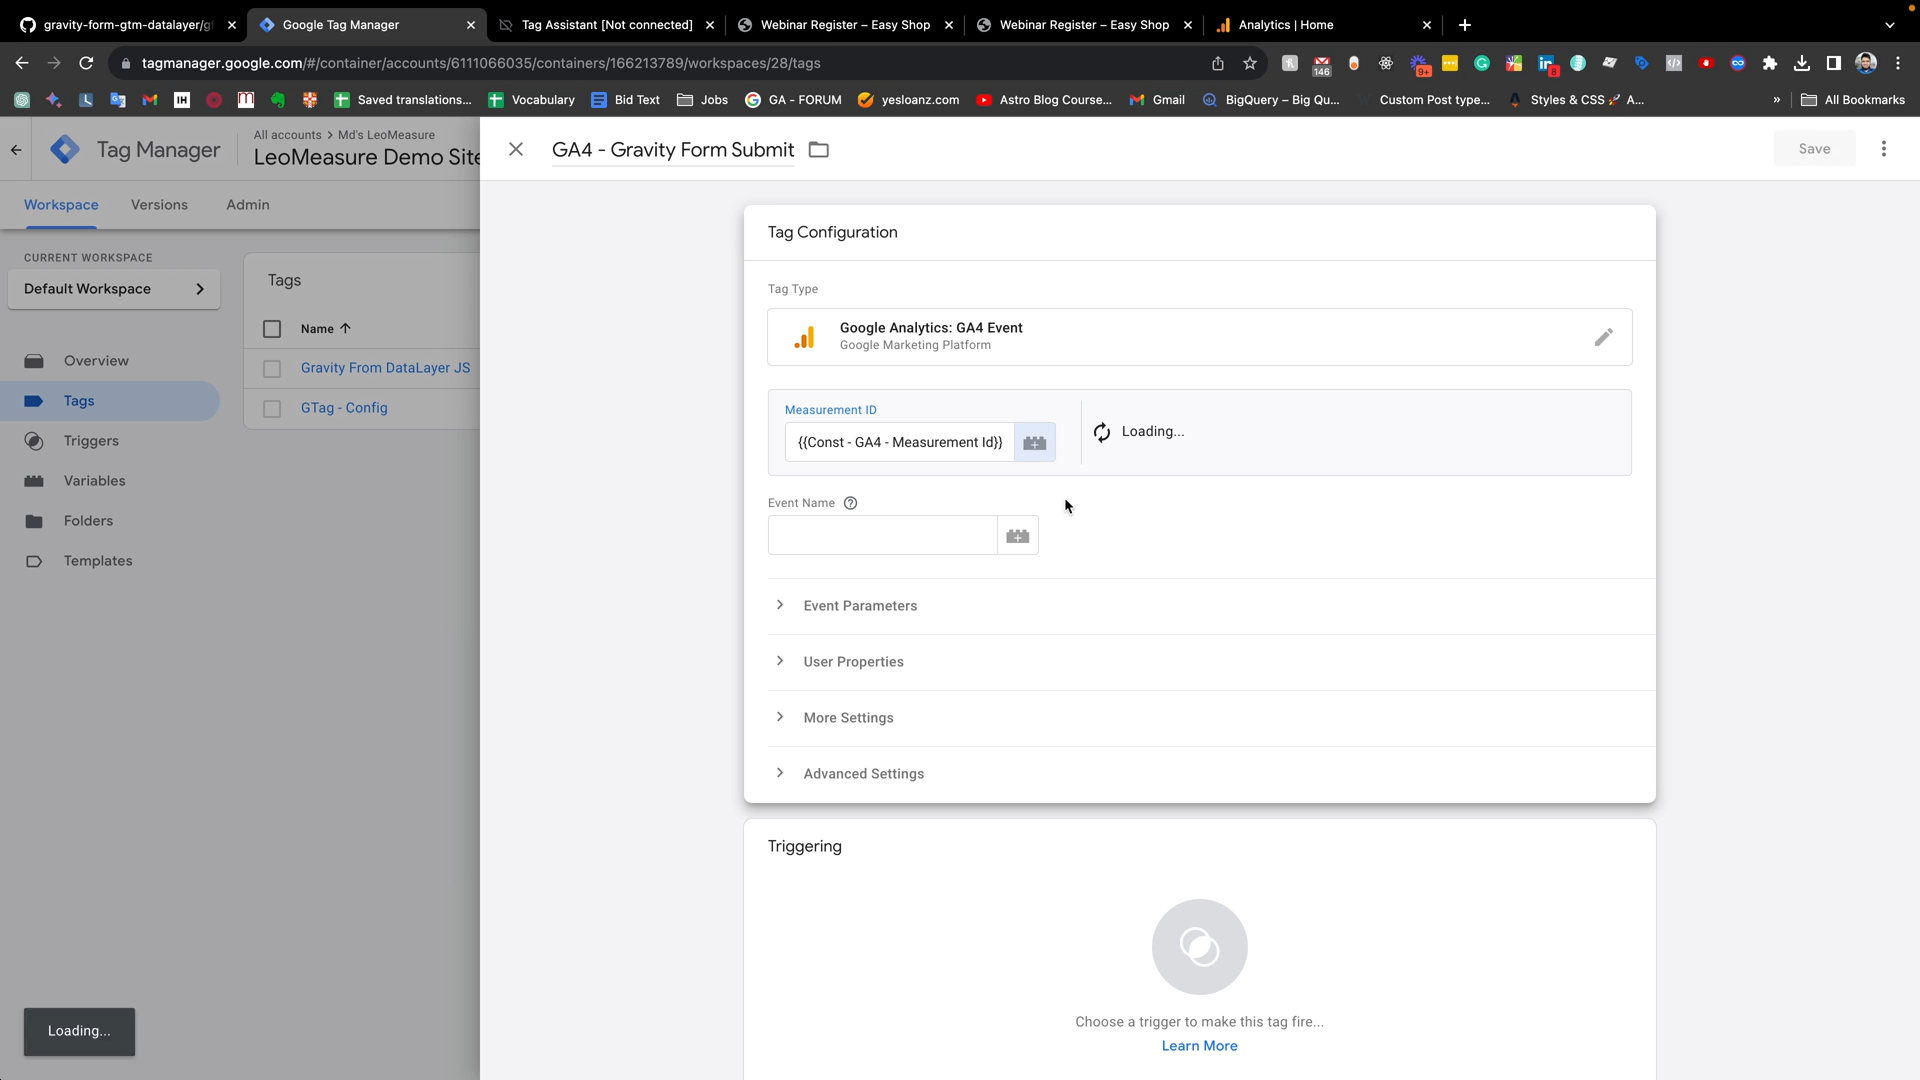 gravity-form-gtm-datalayer/g
Google Tag Manager
Tag Assistant [Not connected]
Webinar Register – Easy Shop
Webinar Register – Easy Shop
Analytics | Home
tagmanager.google.com/#/container/accounts/6111066035/containers/166213789/workspaces/28/tags
146
9+
8
IH
Saved translations...
Vocabulary
Bid Text
Jobs
GA - FORUM
yesloanz.com
Astro Blog Course...
Gmail
BigQuery – Big Qu...
Custom Post type...
Styles & CSS 🚀 A...
»
All Bookmarks
Tag Manager
All accounts > Md's LeoMeasure
LeoMeasure Demo Site
GA4 - Gravity Form Submit
Save
Workspace
Versions
Admin
CURRENT WORKSPACE
Default Workspace
Overview
Tags
Triggers
Variables
Folders
Templates
Tags
Name
Gravity From DataLayer JS
GTag - Config
Tag Configuration
Tag Type
Google Analytics: GA4 Event
Google Marketing Platform
Measurement ID
{{Const - GA4 - Measurement Id}}
Loading...
Event Name
Event Parameters
User Properties
More Settings
Advanced Settings
Triggering
Choose a trigger to make this tag fire...
Learn More
Loading...